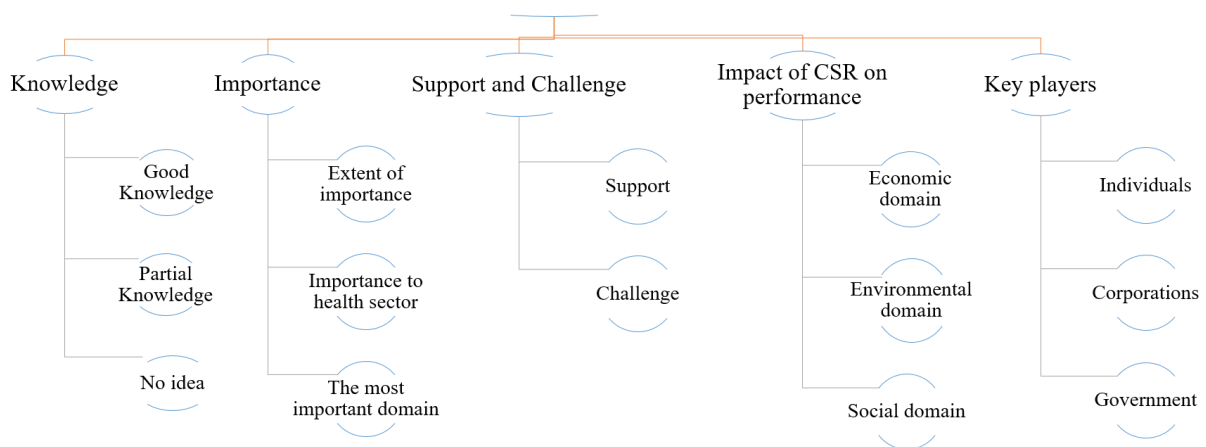 Knowledge
Importance
Support and Challenge
Impact of CSR on
performance
Key players
Good
Knowledge
Partial
Knowledge
No idea
Extent of
importance
Importance to
health sector
The most
important domain
Support
Challenge
Economic
domain
Environmental
domain
Social domain
Individuals
Corporations
Government